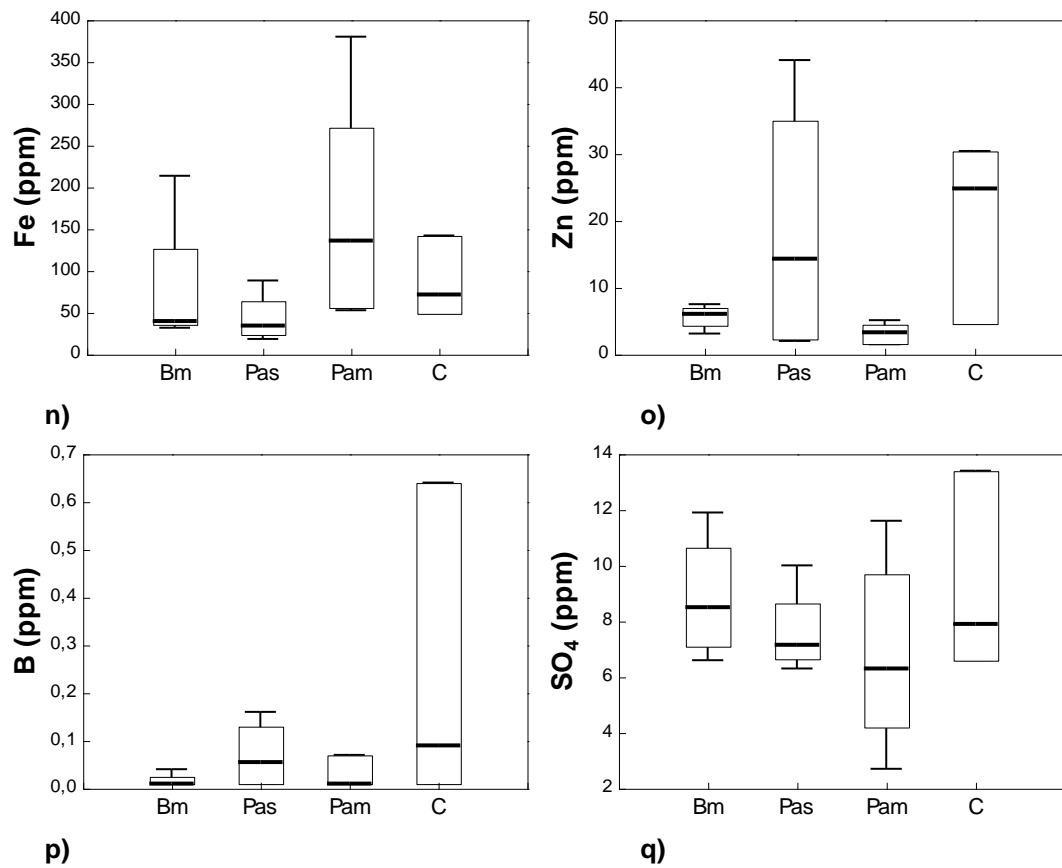 400
350
300
250
200
150
100
50
0
Fe (ppm)
Bm Pas Pam C
n)
50
40
30
20
10
0
Zn (ppm)
Bm Pas Pam C
o)
0,7
0,6
0,5
0,4
0,3
0,2
0,1
0,0
B (ppm)
Bm Pas Pam C
p)
14
12
10
8
6
4
2
SO4 (ppm)
Bm Pas Pam C
q)